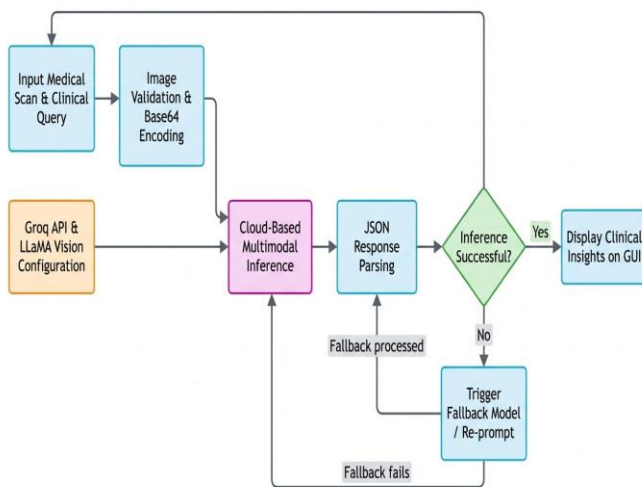 Input Medical
Scan & Clinical
Query
Image
Validation &
Base64
Encoding
Groq API &
LLaMA Vision
Configuration
Cloud-Based
Multimodal
Inference
JSON
Response
Parsing
Inference
Successful?
Yes
Display Clinical
Insights on GUI
No
Fallback processed
Trigger
Fallback Model
/ Re-prompt
Fallback fails